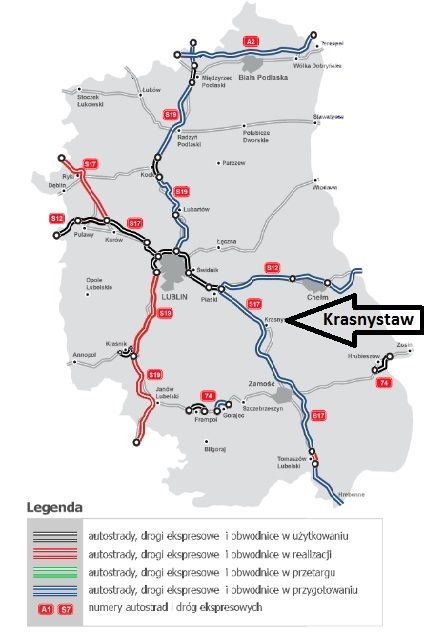 A2
Terespol
Międzyrzec
Podlaski
Biała Podlaska
Wólka Dobryńska
Stoczek
Łukowski
Łuków
S19
Radzyń
Podlaski
Połubicze
Dworskie
Sławatycze
S17
Ryki
Dęblin
Kock
Parczew
S19
Lubartów
Włodawa
S12
S17
Puławy
Kurów
Łęczna
Świdnik
S12
Opole
Lubelskie
LUBLIN
Piaski
Chełm
S17
Krasnystaw
S19
Kraśnik
Annopol
Zosin
Hrubieszów
S19
Janów
Lubelski
74
Zamość
74
Frampol
Gorajec
Szczebrzeszyn
S17
Biłgoraj
Tomaszów
Lubelski
Hrebenne
Legenda
autostrady, drogi ekspresowe i obwodnice w użytkowaniu
autostrady, drogi ekspresowe i obwodnice w realizacji
autostrady, drogi ekspresowe i obwodnice w przetargu
autostrady, drogi ekspresowe i obwodnice w przygotowaniu
A1 S7 numery autostrad i dróg ekspresowych